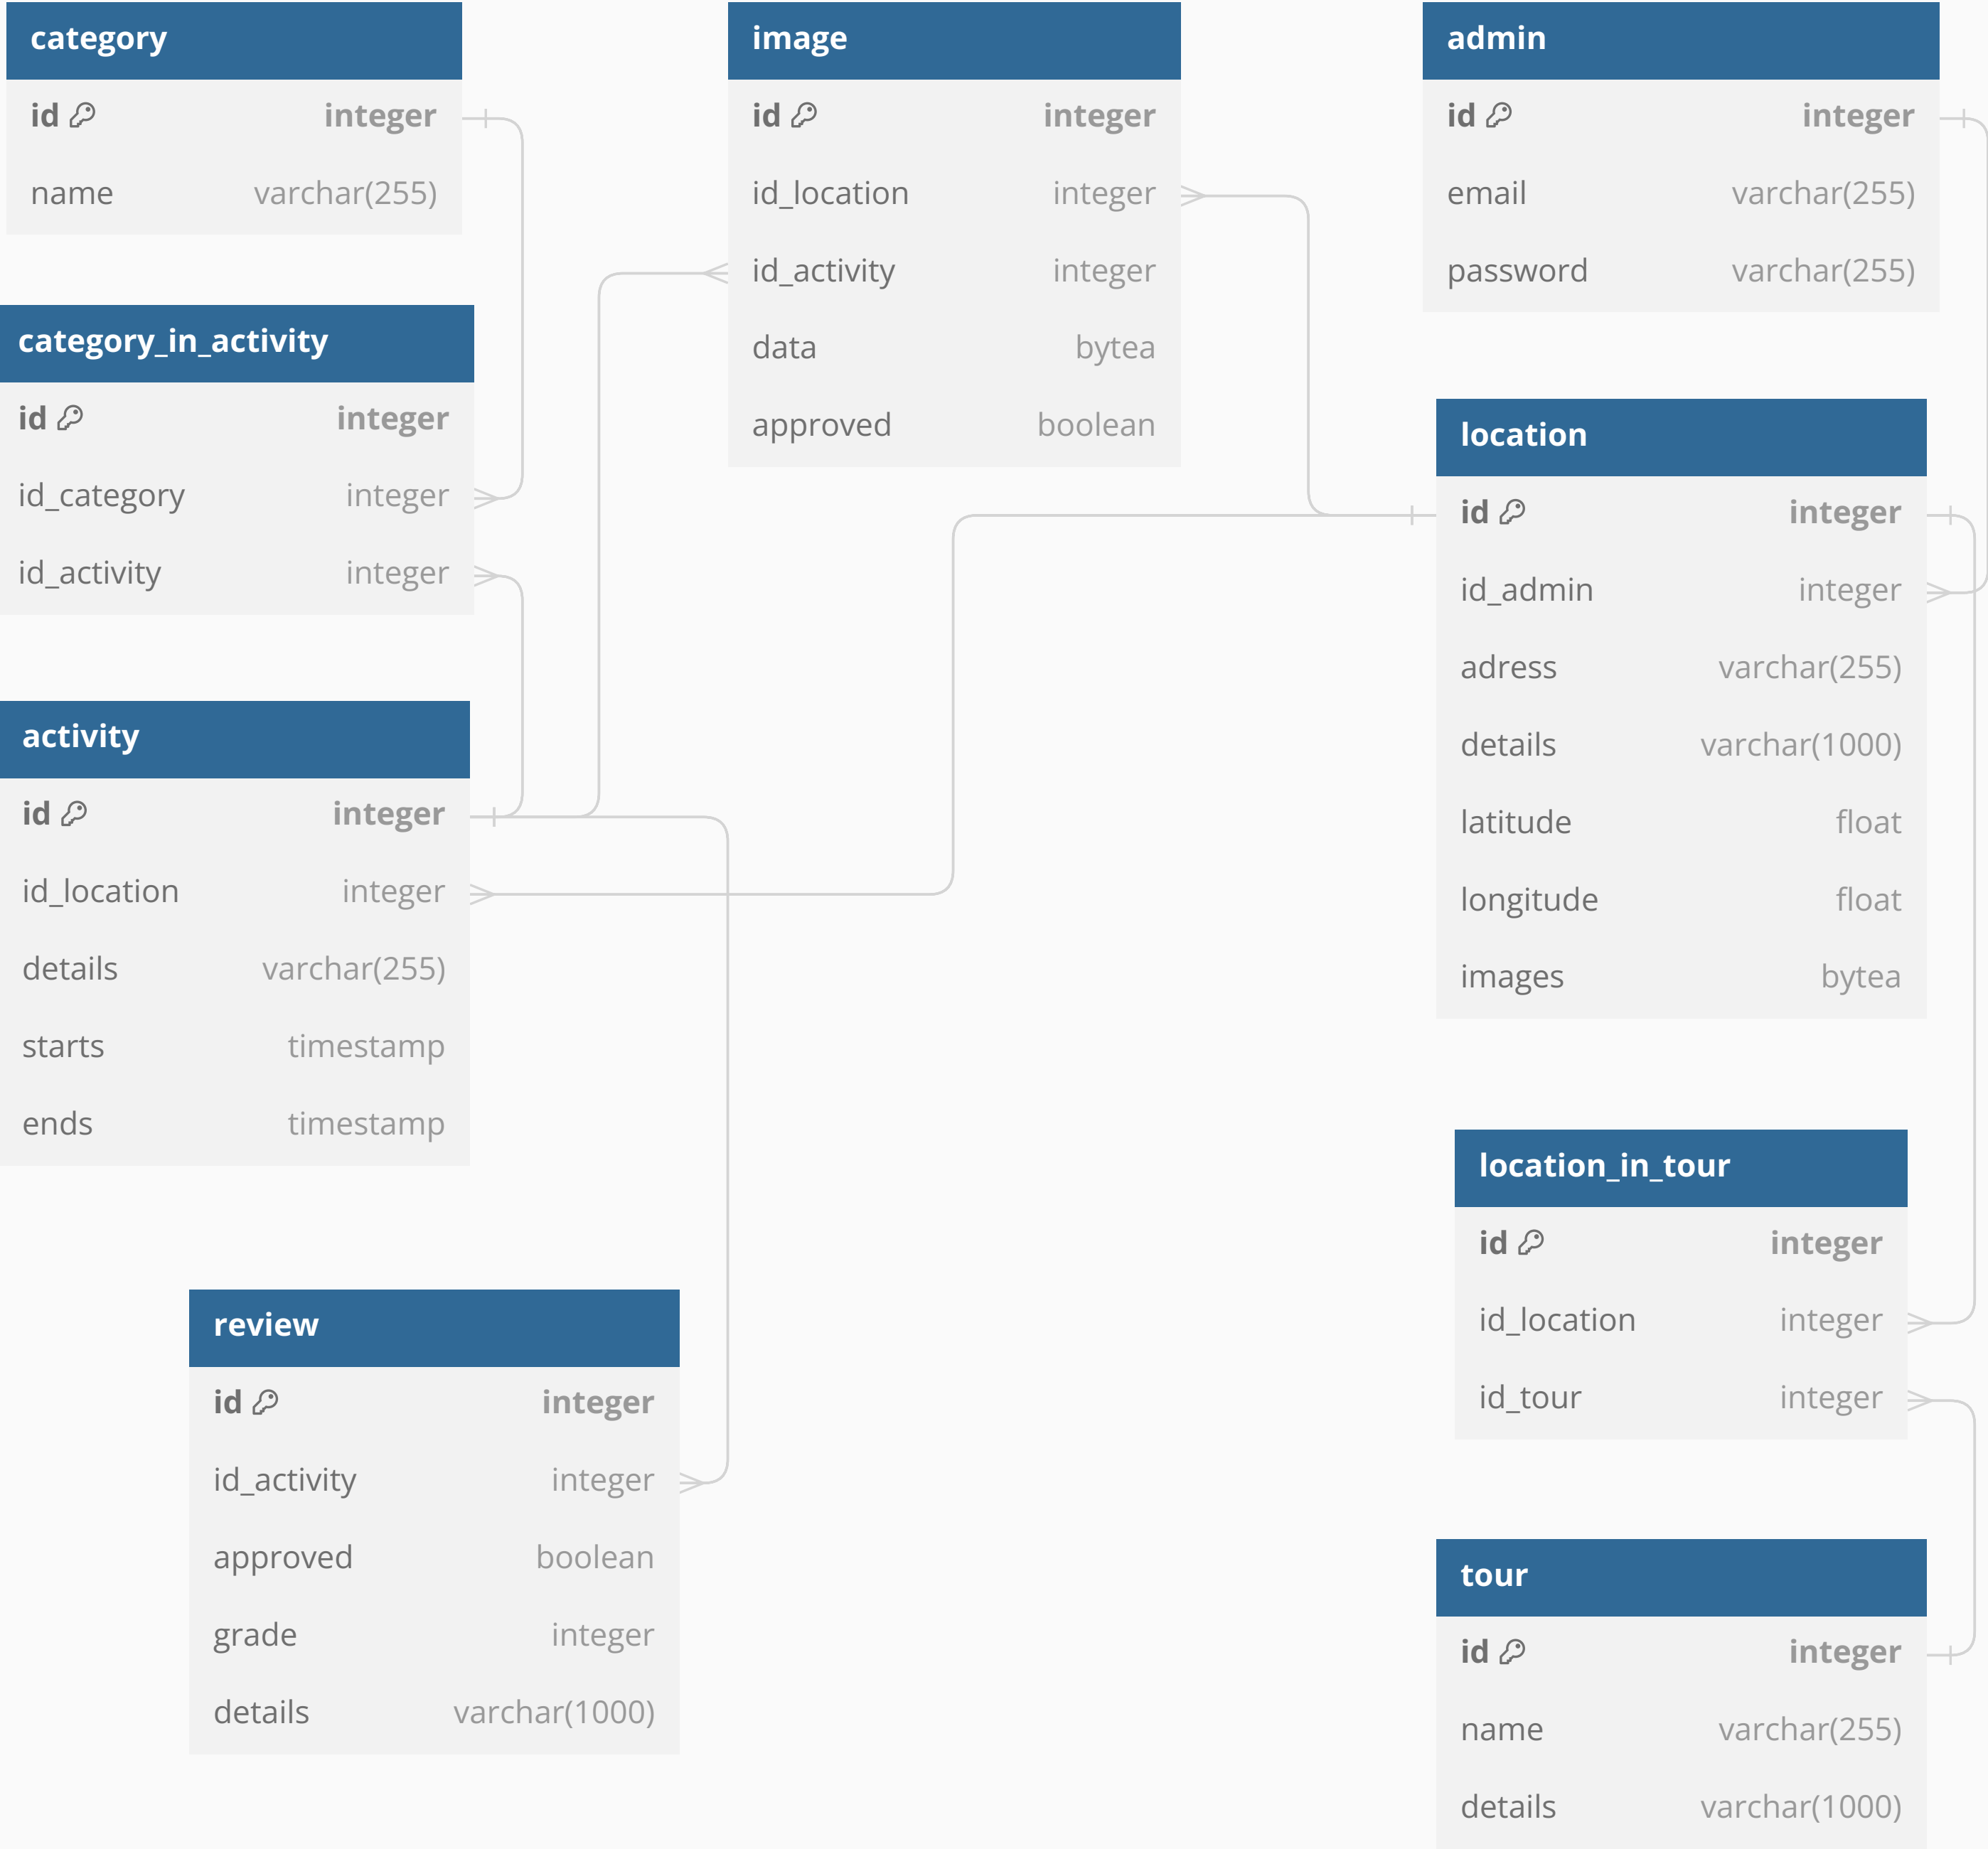 category
id integer
name varchar(255)
category_in_activity
id integer
id_category integer
id_activity integer
activity
id integer
id_location integer
details varchar(255)
starts timestamp
ends timestamp
review
id integer
id_activity integer
approved boolean
grade integer
details varchar(1000)
image
id integer
id_location integer
id_activity integer
data bytea
approved boolean
admin
id integer
email varchar(255)
password varchar(255)
location
id integer
id_admin integer
adress varchar(255)
details varchar(1000)
latitude float
longitude float
images bytea
location_in_tour
id integer
id_location integer
id_tour integer
tour
id integer
name varchar(255)
details varchar(1000)